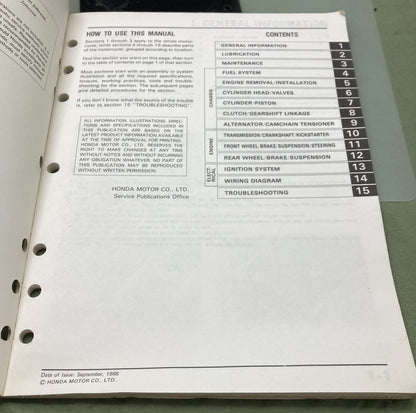 HOW TO USE THIS MANUAL
Sections 1 through 3 apply to the whole motor-
cycle, while sections 4 through 15 describe parts
of the motorcycle, grouped according to location.
Find the section you want on this page, then turn
to the table of contents on page 1 of that section.
Most sections start with an assembly or system
illustration and all the required specifications,
torque values, required tools, and trouble-
shooting for the section. The subsequent pages
give detailed procedures for the section.
If you don't know what the source of the trouble
is, refer to section 15 "TROUBLESHOOTING".
ALL INFORMATION, ILLUSTRATIONS, DIREC-
TIONS AND SPECIFICATIONS INCLUDED IN
THIS PUBLICATION ARE BASED ON THE
LATEST PRODUCT INFORMATION AVAILABLE
AT THE TIME OF APPROVAL FOR PRINTING.
HONDA MOTOR CO., LTD. RESERVES THE
RIGHT TO MAKE CHANGES AT ANY TIME
WITHOUT NOTICE AND WITHOUT INCURRING
ANY OBLIGATION WHATEVER. NO PART OF
THIS PUBLICATION MAY BE REPRODUCED
WITHOUT WRITTEN PERMISSION.
HONDA MOTOR CO., LTD.
Service Publications Office
CONTENTS
GENERAL INFORMATION 1
LUBRICATION 2
MAINTENANCE 3
FUEL SYSTEM 4
ENGINE REMOVAL/INSTALLATION 5
CYLINDER HEAD/VALVES 6
CYLINDER/PISTON 7
CLUTCH/GEARSHIFT LINKAGE 8
ALTERNATOR/CAMCHAIN TENSIONER 9
TRANSMISSION/CRANKSHAFT/KICKSTARTER 10
FRONT WHEEL/BRAKE/SUSPENSION/STEERING 11
REAR WHEEL/BRAKE/SUSPENSION 12
IGNITION SYSTEM 13
WIRING DIAGRAM 14
TROUBLESHOOTING 15
CHASSIS
ENGINE
ELECT-
RICAL
Date of Issue: September, 1988
© HONDA MOTOR CO., LTD.